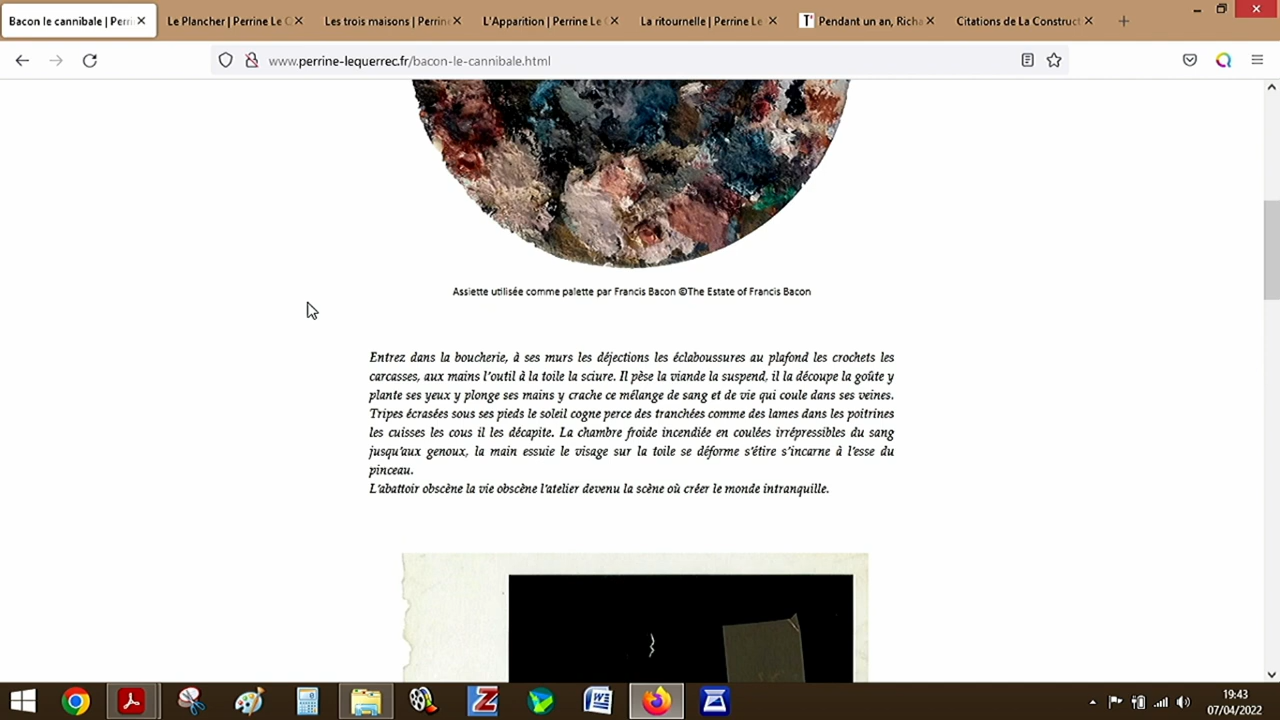 Bacon le cannibale | Perri
Le Plancher | Perrine Le
Les trois maisons | Perrine
L'Apparition | Perrine Le
La ritournelle | Perrine Le
T Pendant un an, Richa
Citations de La Construct
www.perrine-lequerrec.fr/bacon-le-cannibale.html
Assiette utilisée comme palette par Francis Bacon ©The Estate of Francis Bacon
Entrez dans la boucherie, à ses murs les déjections les éclaboussures au plafond les crochets les
carcasses, aux mains l'outil à la toile la sciure. Il pèse la viande la suspend, il la découpe la goûte y
plante ses yeux y plonge ses mains y crache ce mélange de sang et de vie qui coule dans ses veines.
Tripes écrasées sous ses pieds le soleil cogne perce des tranchées comme des lames dans les poitrines
les cuisses les cous il les décapite. La chambre froide incendiée en coulées irrépressibles du sang
jusqu'aux genoux, la main essuie le visage sur la toile se déforme s'étire s'incarne à l'esse du
pinceau.
L'abattoir obscène la vie obscène l'atelier devenu la scène où créer le monde intranquille.
19:43
07/04/2022